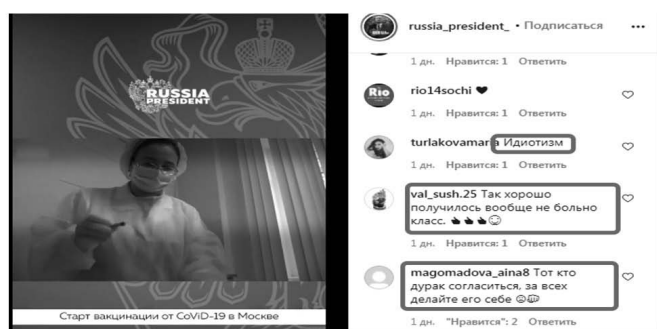 RUSSIA
PRESIDENT
Старт вакцинации от CoViD-19 в Москве
russia_president_ • Подписаться ...
1 дн. Нравится: 1 Ответить
Rio
rio14sochi ♥
1 дн. Нравится: 1 Ответить
turlakovamaria Идиотизм
1 дн. Нравится: 1 Ответить
val_sush.25 Так хорошо
получилось вообще не больно
класс.
1 дн. Нравится: 1 Ответить
magomadova_aina8 Тот кто
дурак согласиться, за всех
делайте его себе
1 дн. "Нравится": 2 Ответить